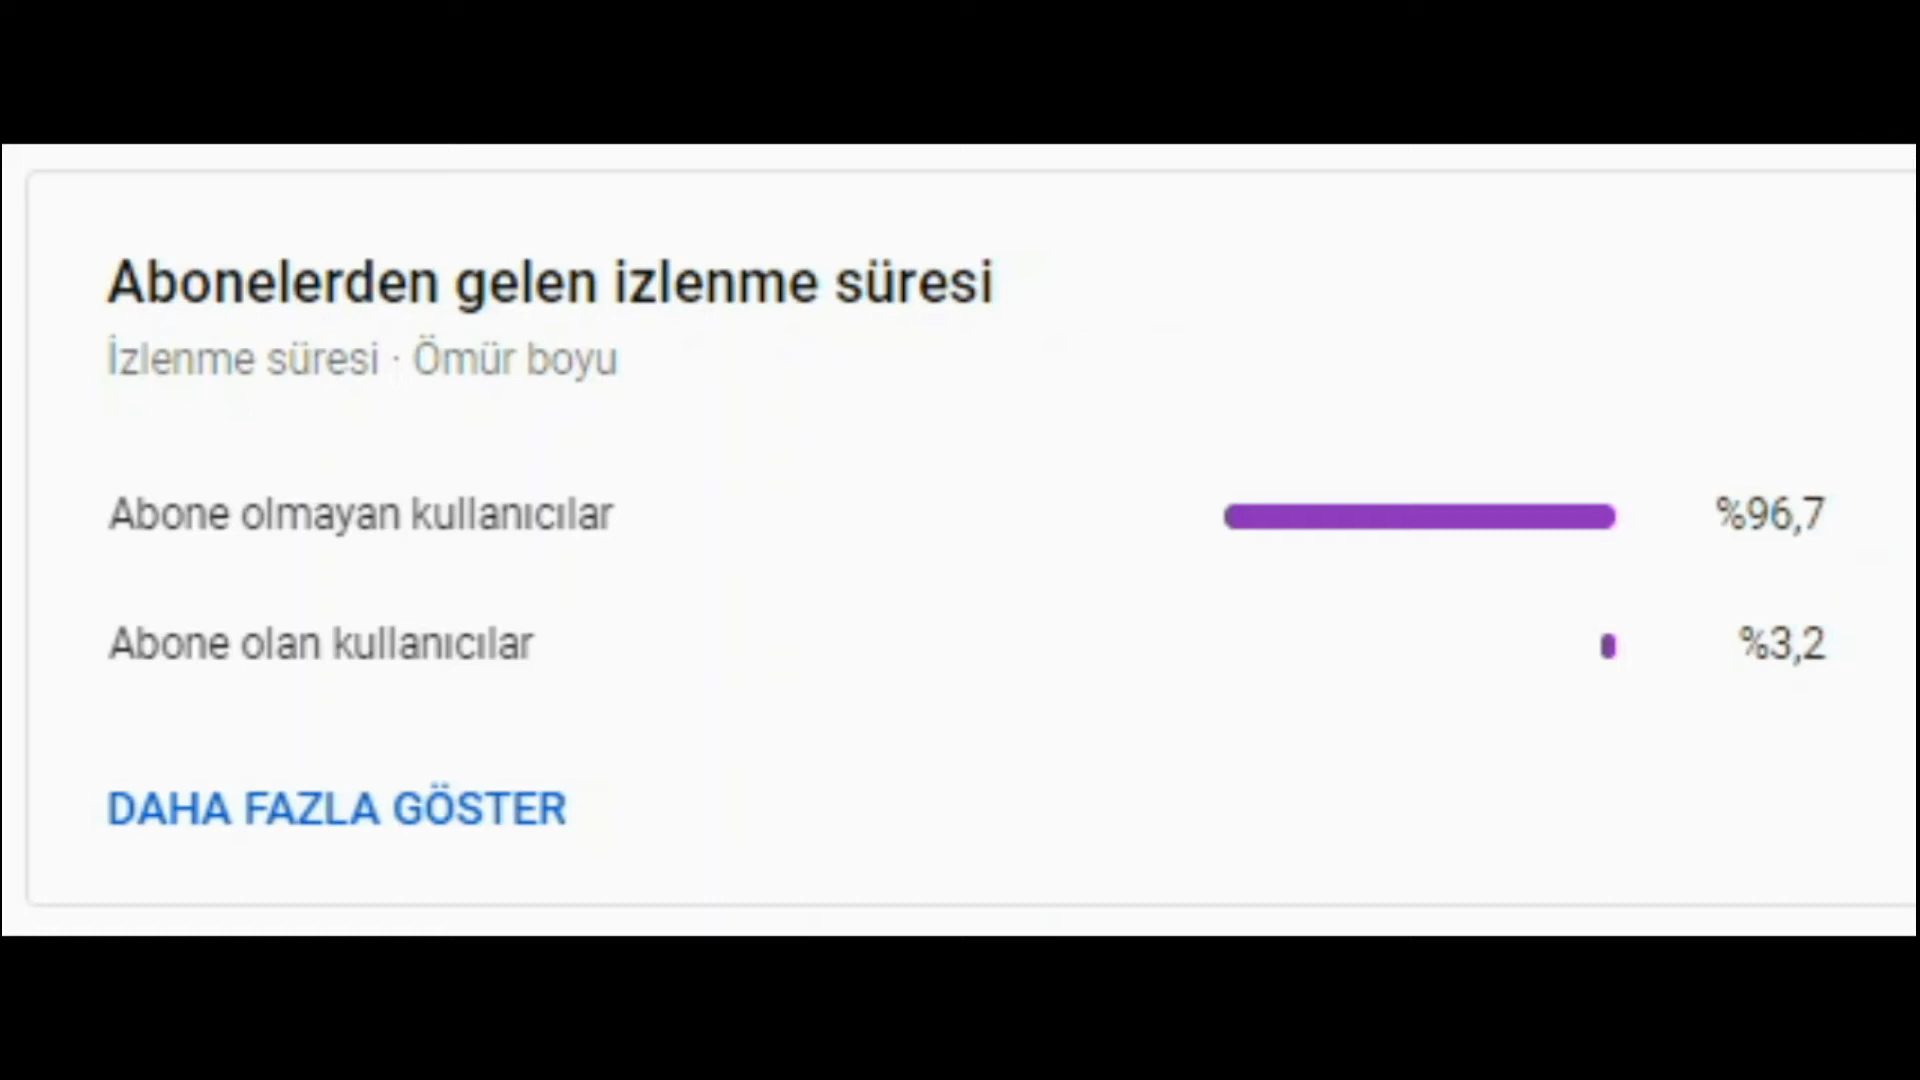 Abonelerden gelen izlenme süresi
İzlenme süresi · Ömür boyu
Abone olmayan kullanıcılar %96,7
Abone olan kullanıcılar %3,2
DAHA FAZLA GÖSTER